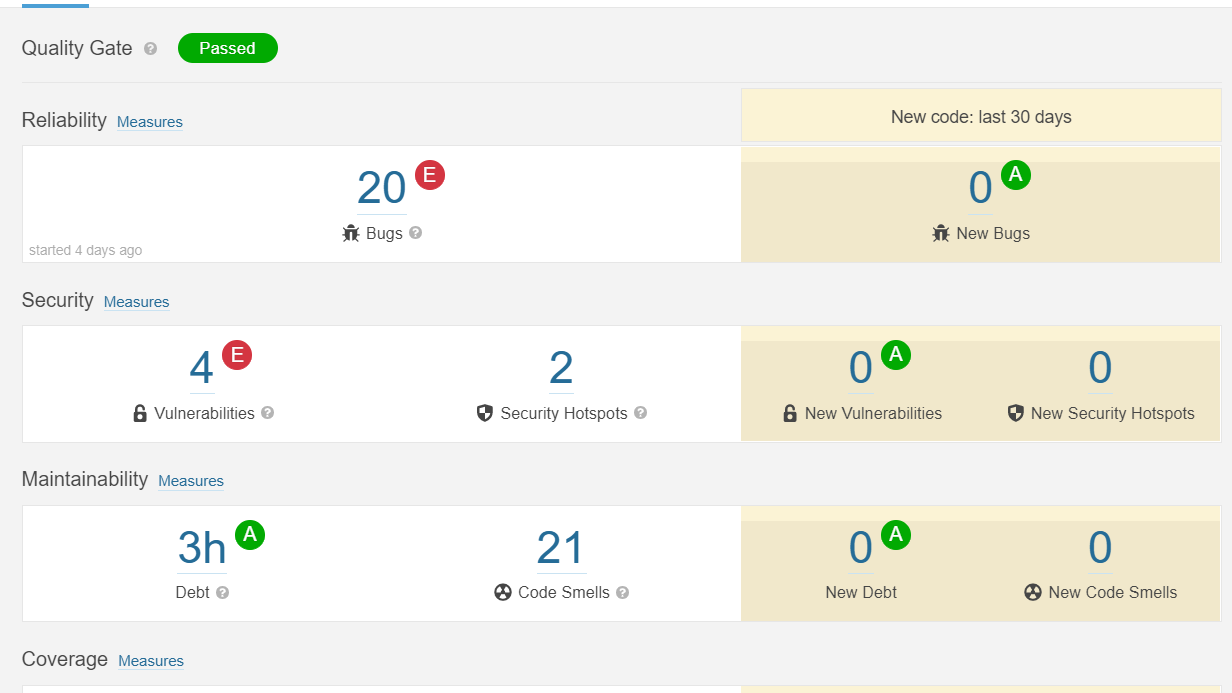 Quality Gate ? Passed
Reliability Measures
New code: last 30 days
20 E
Bugs ?
started 4 days ago
0 A
New Bugs
Security Measures
4 E
Vulnerabilities ?
2
Security Hotspots ?
0 A
New Vulnerabilities
0
New Security Hotspots
Maintainability Measures
3h A
Debt ?
21
Code Smells ?
0 A
New Debt
0
New Code Smells
Coverage Measures